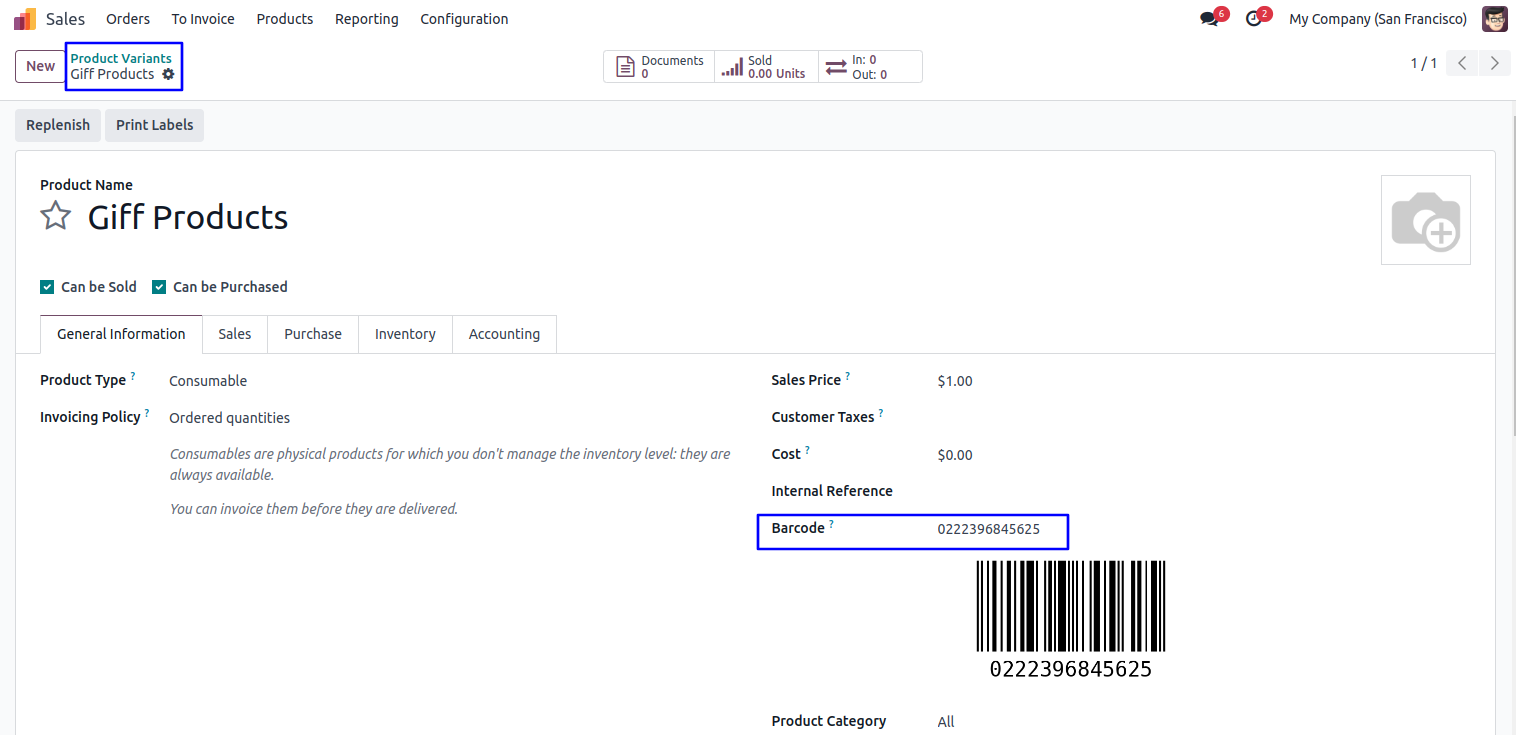 Sales Orders To Invoice Products Reporting Configuration 6 2 My Company (San Francisco)
New Product Variants
Giff Products
Documents
0
Sold
0.00 Units
In: 0
Out: 0
1 / 1
Replenish Print Labels
Product Name
Giff Products
Can be Sold Can be Purchased
General Information Sales Purchase Inventory Accounting
Product Type ? Consumable
Invoicing Policy ? Ordered quantities
Consumables are physical products for which you don't manage the inventory level: they are
always available.
You can invoice them before they are delivered.
Sales Price ? $1.00
Customer Taxes ?
Cost ? $0.00
Internal Reference
Barcode ? 0222396845625
0222396845625
Product Category All